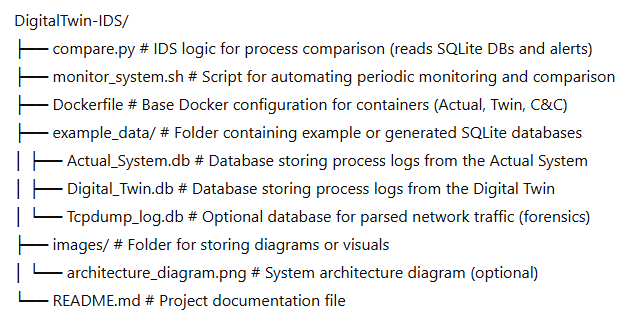 DigitalTwin-IDS/
├── compare.py # IDS logic for process comparison (reads SQLite DBs and alerts)
├── monitor_system.sh # Script for automating periodic monitoring and comparison
├── Dockerfile # Base Docker configuration for containers (Actual, Twin, C&C)
├── example_data/ # Folder containing example or generated SQLite databases
│ ├── Actual_System.db # Database storing process logs from the Actual System
│ ├── Digital_Twin.db # Database storing process logs from the Digital Twin
│ └── Tcpdump_log.db # Optional database for parsed network traffic (forensics)
├── images/ # Folder for storing diagrams or visuals
│ └── architecture_diagram.png # System architecture diagram (optional)
└── README.md # Project documentation file